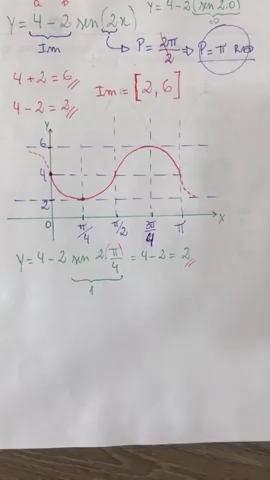 a b
y = 4 - 2 sen(2x)
y = 4 - 2 (sen 2.0)
0
Im
P = 2π/2 ⇒ P = π RAD
4 + 2 = 6
4 - 2 = 2
Im = [2, 6]
y
6
4
2
0
π/4
π/2
3π/4
π
x
y = 4 - 2 sen 2(π/4) = 4 - 2 = 2
1